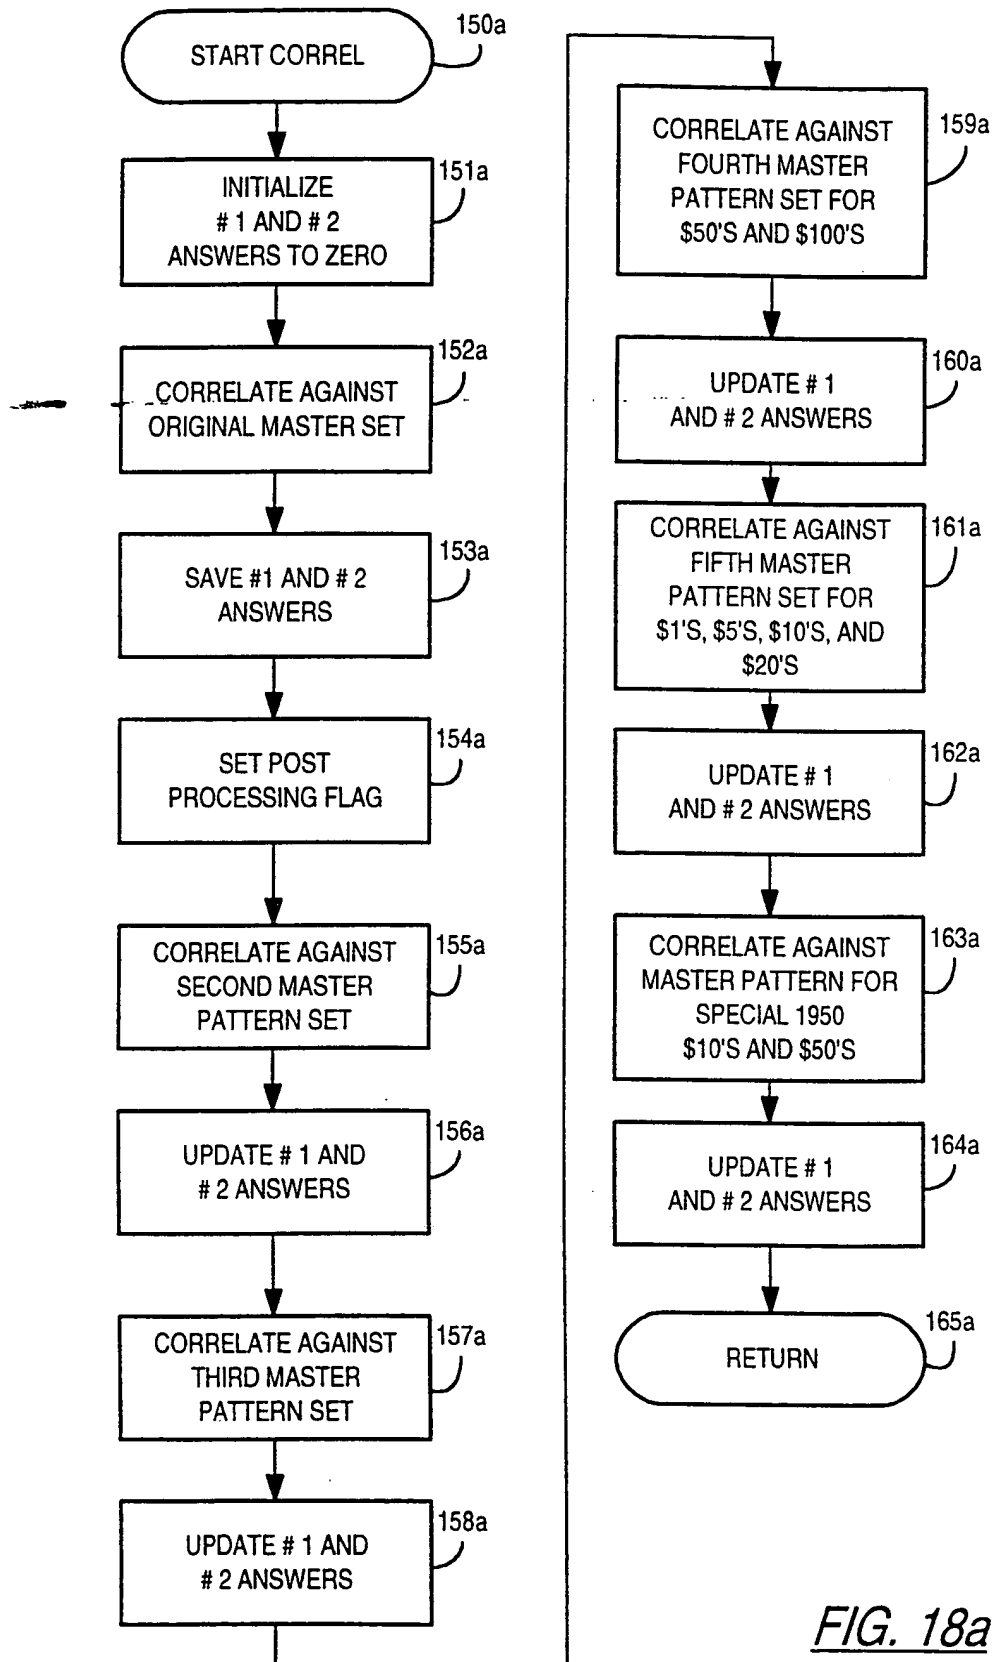 START CORREL
150a
INITIALIZE
# 1 AND # 2
ANSWERS TO ZERO
151a
CORRELATE AGAINST
ORIGINAL MASTER SET
152a
SAVE #1 AND # 2
ANSWERS
153a
SET POST
PROCESSING FLAG
154a
CORRELATE AGAINST
SECOND MASTER
PATTERN SET
155a
UPDATE # 1 AND
# 2 ANSWERS
156a
CORRELATE AGAINST
THIRD MASTER
PATTERN SET
157a
UPDATE # 1 AND
# 2 ANSWERS
158a
CORRELATE AGAINST
FOURTH MASTER
PATTERN SET FOR
$50'S AND $100'S
159a
UPDATE # 1
AND # 2 ANSWERS
160a
CORRELATE AGAINST
FIFTH MASTER
PATTERN SET FOR
$1'S, $5'S, $10'S, AND
$20'S
161a
UPDATE # 1
AND # 2 ANSWERS
162a
CORRELATE AGAINST
MASTER PATTERN FOR
SPECIAL 1950
$10'S AND $50'S
163a
UPDATE # 1
AND # 2 ANSWERS
164a
RETURN
165a
FIG. 18a